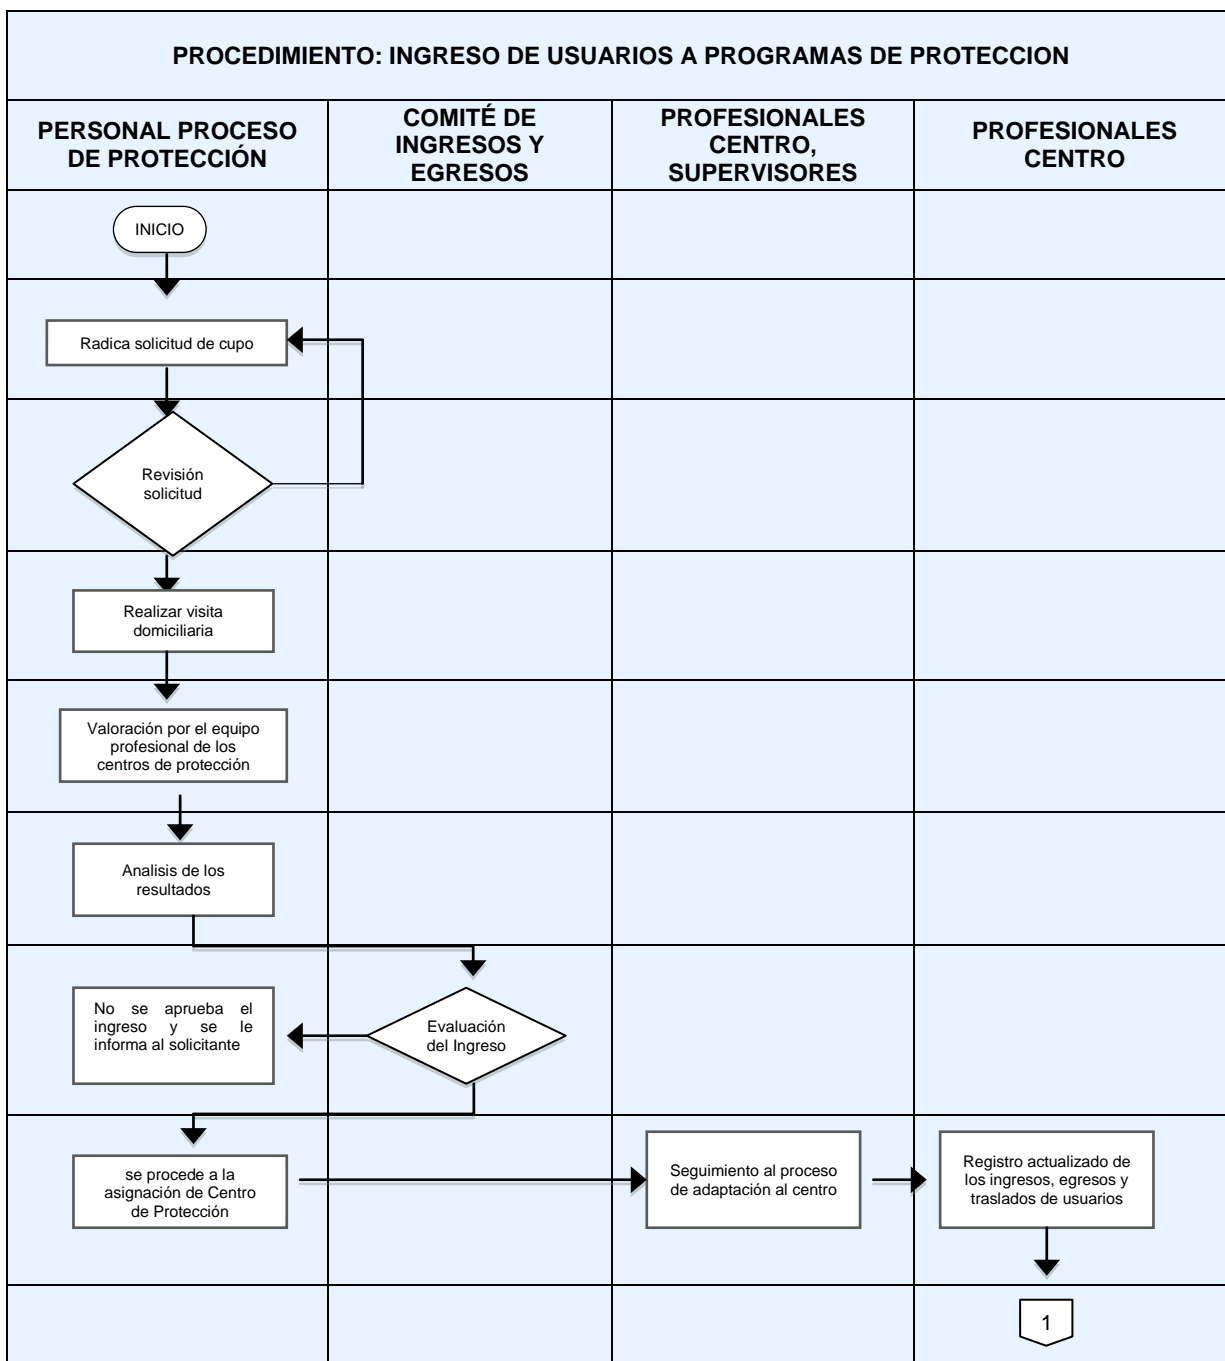 PROCEDIMIENTO: INGRESO DE USUARIOS A PROGRAMAS DE PROTECCION
PERSONAL PROCESO
DE PROTECCIÓN
COMITÉ DE
INGRESOS Y
EGRESOS
PROFESIONALES
CENTRO,
SUPERVISORES
PROFESIONALES
CENTRO
INICIO
Radica solicitud de cupo
Revisión
solicitud
Realizar visita
domiciliaria
Valoración por el equipo
profesional de los
centros de protección
Analisis de los
resultados
No se aprueba el
ingreso y se le
informa al solicitante
Evaluación
del Ingreso
se procede a la
asignación de Centro
de Protección
Seguimiento al proceso
de adaptación al centro
Registro actualizado de
los ingresos, egresos y
traslados de usuarios
1